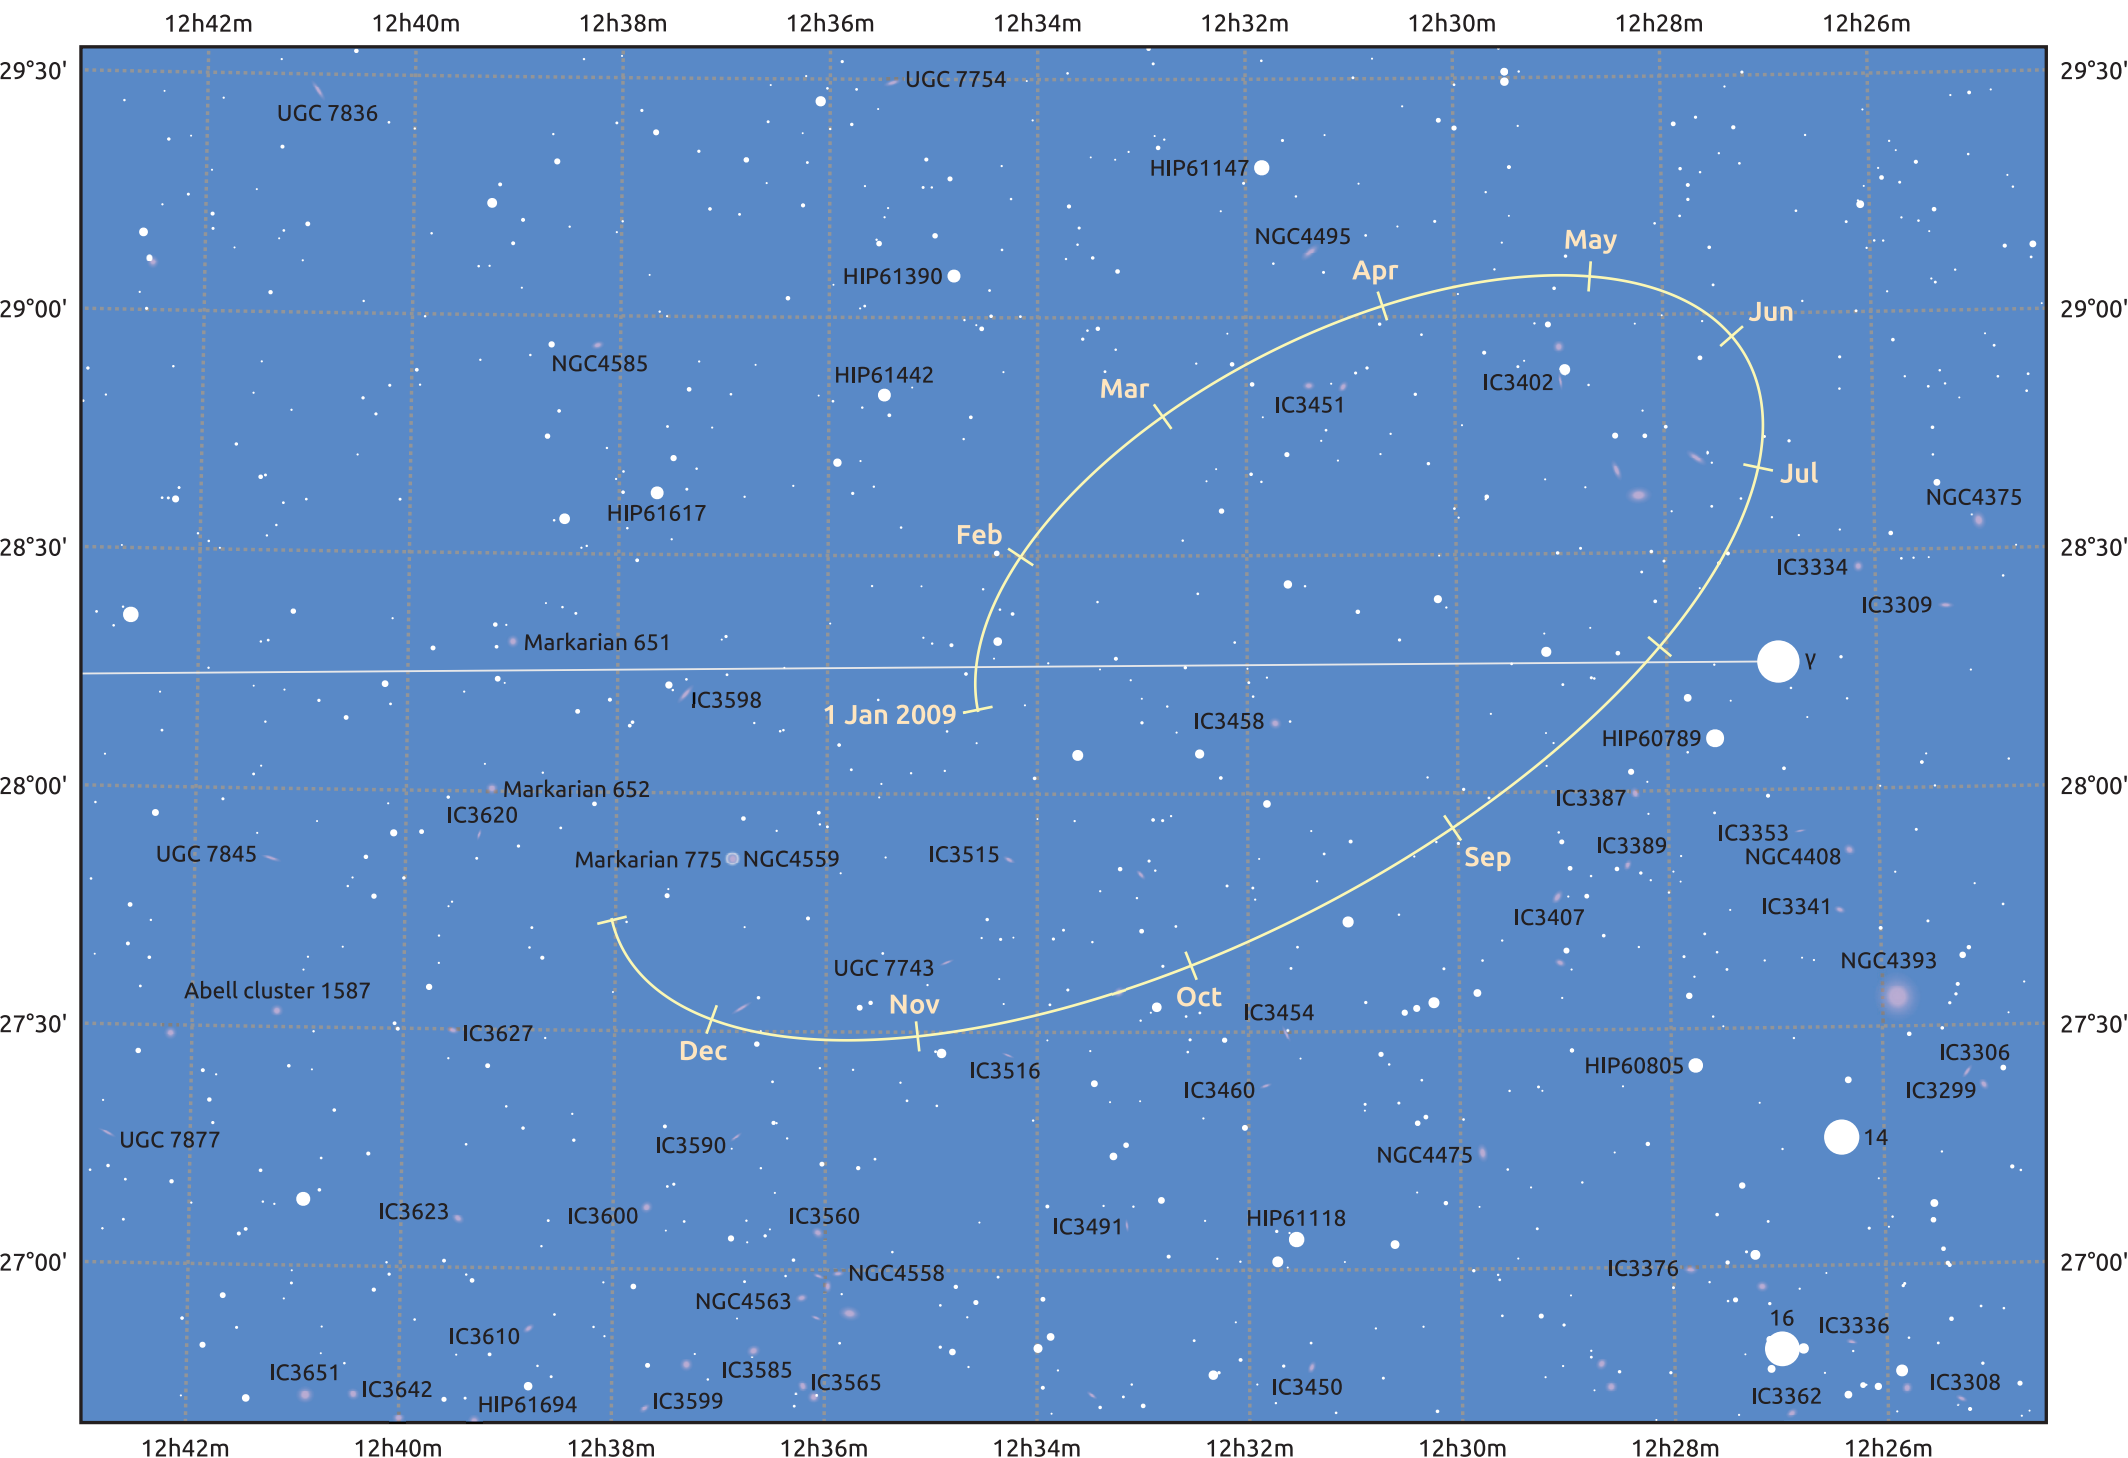 12h42m 12h40m 12h38m 12h36m 12h34m 12h32m 12h30m 12h28m 12h26m
29°30' 29°30'
UGC 7754
UGC 7836
HIP61147
NGC4495
May
HIP61390
Apr
29°00' 29°00'
Jun
NGC4585
HIP61442
Mar
IC3451
IC3402
Jul
NGC4375
HIP61617
Feb
28°30' 28°30'
IC3334
IC3309
Markarian 651
γ
IC3598
1 Jan 2009
IC3458
HIP60789
28°00' 28°00'
Markarian 652
IC3387
IC3620
IC3353
IC3389
UGC 7845
Markarian 775
NGC4559
IC3515
Sep
NGC4408
IC3341
IC3407
NGC4393
UGC 7743
Abell cluster 1587
Nov
Oct
IC3454
27°30' 27°30'
IC3627
Dec
IC3306
IC3516
HIP60805
IC3460
IC3299
UGC 7877
IC3590
14
NGC4475
IC3623
IC3600
IC3560
IC3491
HIP61118
27°00' 27°00'
NGC4558
IC3376
NGC4563
16
IC3336
IC3610
IC3651
IC3585
IC3642
IC3565
IC3450
IC3308
HIP61694
IC3599
IC3362
12h42m 12h40m 12h38m 12h36m 12h34m 12h32m 12h30m 12h28m 12h26m